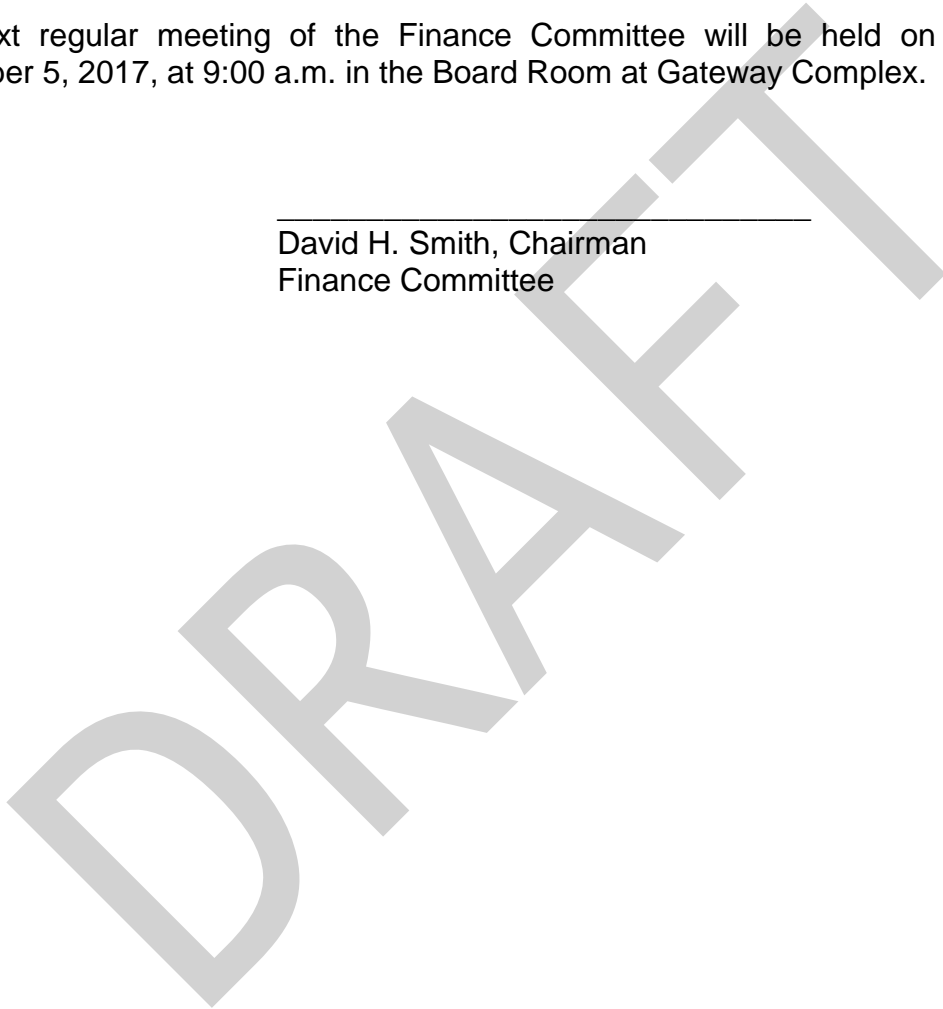 xt regular meeting of the Finance Committee will be held on
er 5, 2017, at 9:00 a.m. in the Board Room at Gateway Complex.
David H. Smith, Chairman
Finance Committee
DRAFT